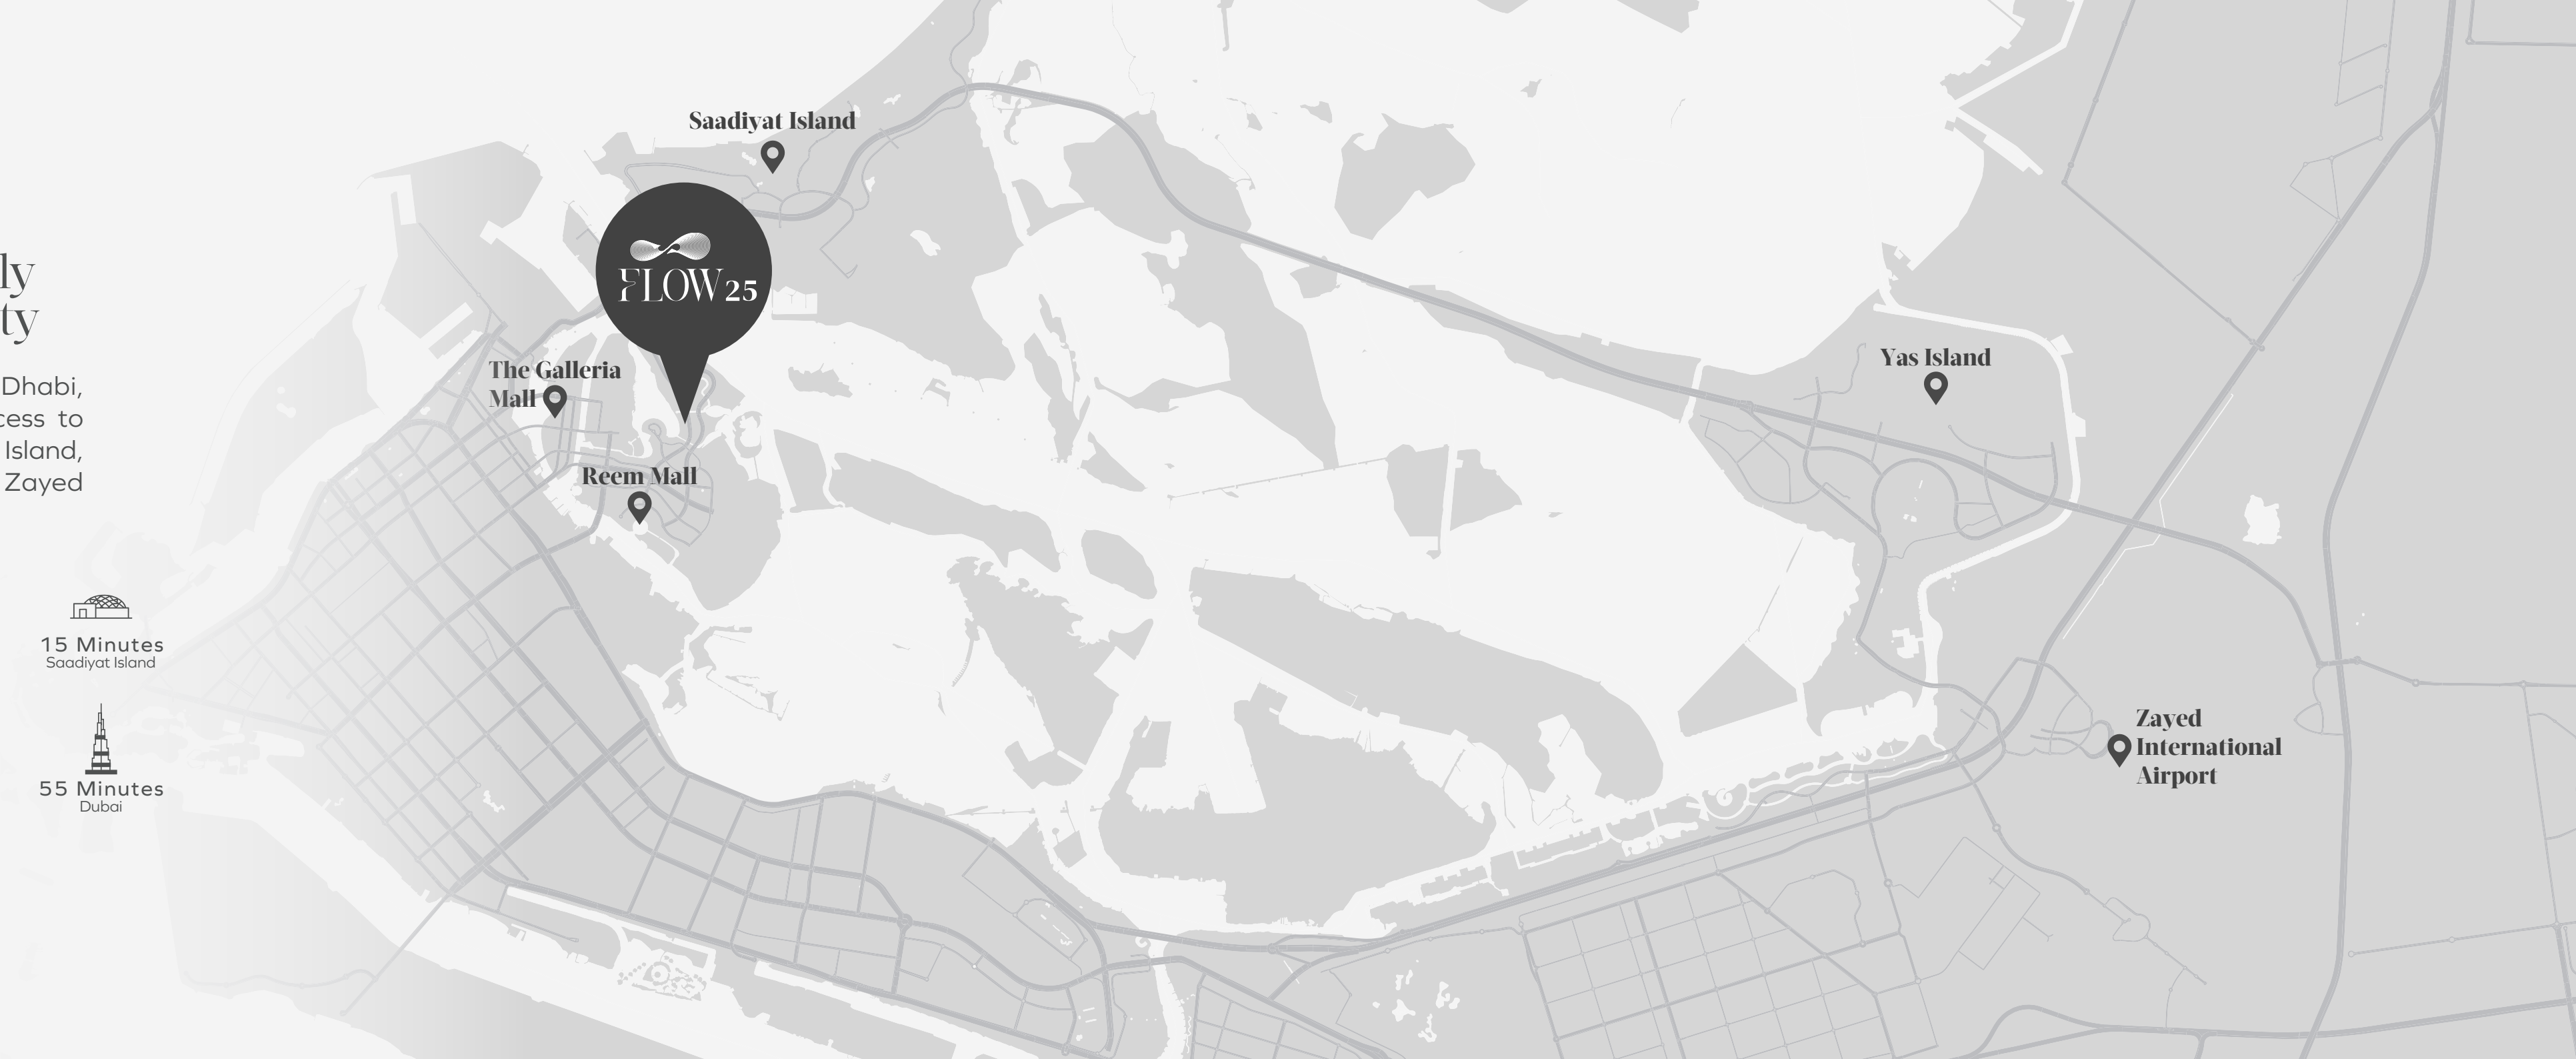 ly
ty
Dhabi,
cess to
Island,
Zayed
15 Minutes
Saadiyat Island
55 Minutes
Dubai
Saadiyat Island
FLOW25
The Galleria
Mall
Reem Mall
Yas Island
Zayed
International
Airport